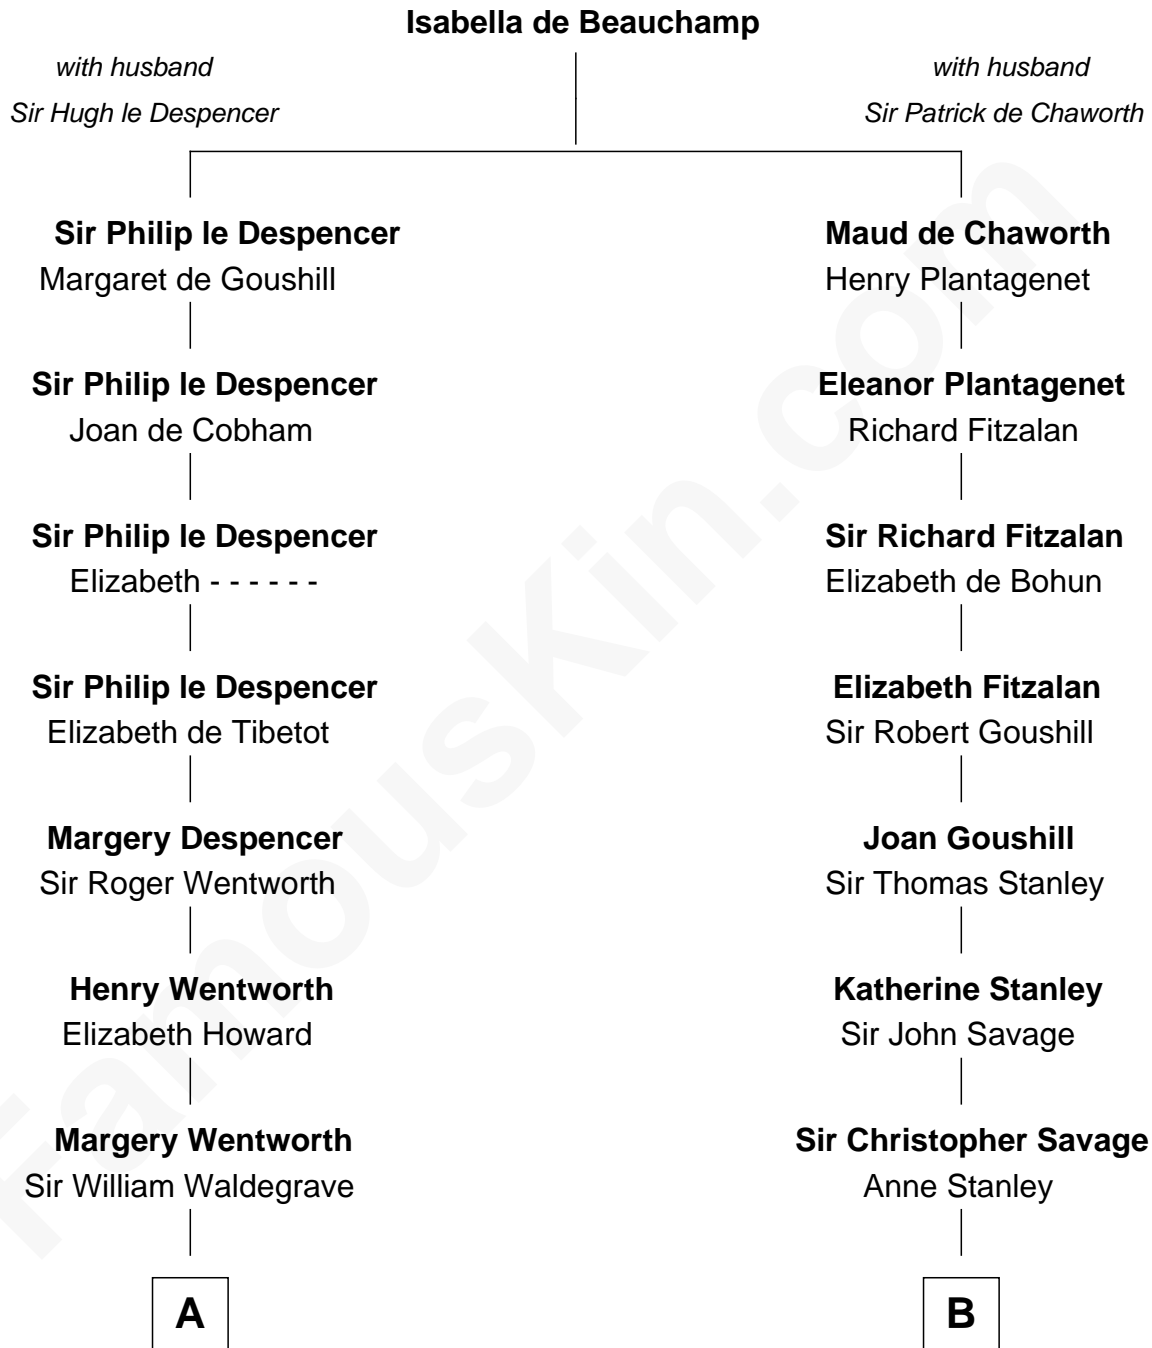 Isabella de Beauchamp
with husband
Sir Hugh le Despencer
with husband
Sir Patrick de Chaworth
Sir Philip le Despencer
Margaret de Goushill
Maud de Chaworth
Henry Plantagenet
Sir Philip le Despencer
Joan de Cobham
Eleanor Plantagenet
Richard Fitzalan
Sir Philip le Despencer
Elizabeth - - - - - -
Sir Richard Fitzalan
Elizabeth de Bohun
Sir Philip le Despencer
Elizabeth de Tibetot
Elizabeth Fitzalan
Sir Robert Goushill
Margery Despencer
Sir Roger Wentworth
Joan Goushill
Sir Thomas Stanley
Henry Wentworth
Elizabeth Howard
Katherine Stanley
Sir John Savage
Margery Wentworth
Sir William Waldegrave
Sir Christopher Savage
Anne Stanley
A
B
FamousKin.com